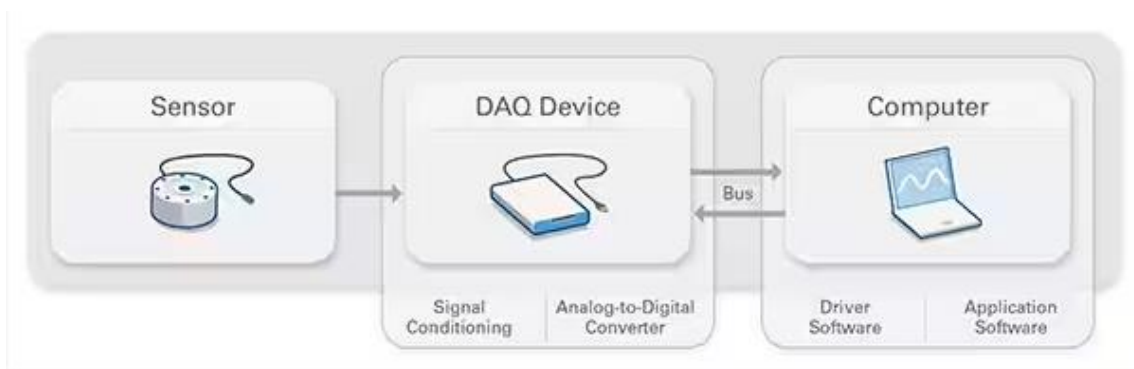 Sensor
DAQ Device
Computer
Bus
Signal
Conditioning
Analog-to-Digital
Converter
Driver
Software
Application
Software